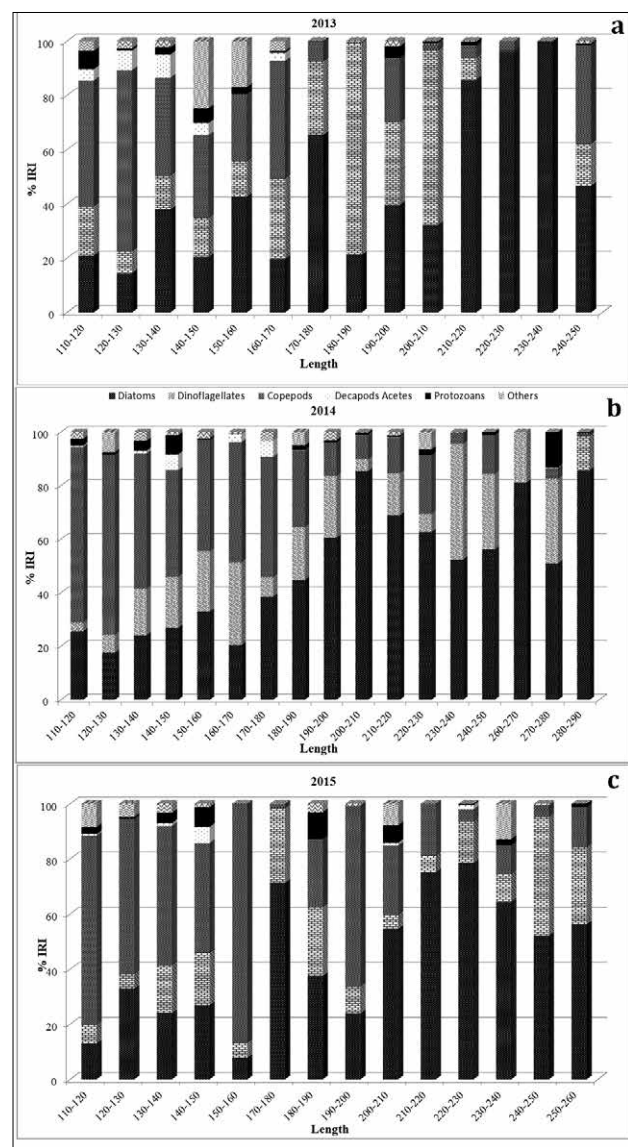 2013
a
100
80
60
40
20
0
% IRI
110-120 120-130 130-140 140-150 150-160 160-170 170-180 180-190 190-200 200-210 210-220 220-230 230-240 240-250
Length
Diatoms Dinoflagellates Copepods Decapods Acetes Protozoans Others
2014
b
100
80
60
40
20
0
% IRI
110-120 120-130 130-140 140-150 150-160 160-170 170-180 180-190 190-200 200-210 210-220 220-230 230-240 240-250 260-270 270-280 280-290
Length
2015
c
100
80
60
40
20
0
% IRI
110-120 120-130 130-140 140-150 150-160 170-180 180-190 190-200 200-210 210-220 220-230 230-240 240-250 250-260
Length